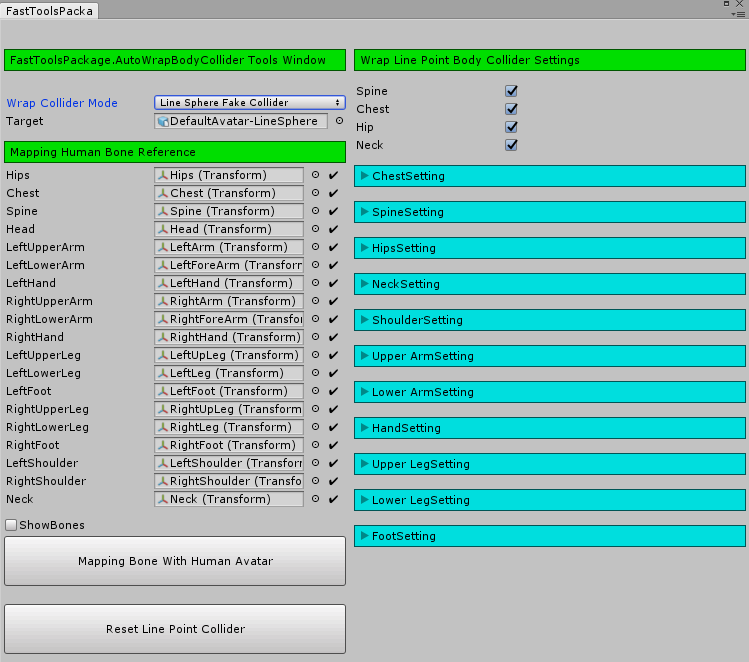 FastToolsPacka
FastToolsPackage.AutoWrapBodyCollider Tools Window
Wrap Collider Mode Line Sphere Fake Collider
Target DefaultAvatar-LineSphere
Mapping Human Bone Reference
Hips Hips (Transform)
Chest Chest (Transform)
Spine Spine (Transform)
Head Head (Transform)
LeftUpperArm LeftArm (Transform)
LeftLowerArm LeftForeArm (Transforr
LeftHand LeftHand (Transform)
RightUpperArm RightArm (Transform)
RightLowerArm RightForeArm (Transfor
RightHand RightHand (Transform)
LeftUpperLeg LeftUpLeg (Transform)
LeftLowerLeg LeftLeg (Transform)
LeftFoot LeftFoot (Transform)
RightUpperLeg RightUpLeg (Transform
RightLowerLeg RightLeg (Transform)
RightFoot RightFoot (Transform)
LeftShoulder LeftShoulder (Transforr
RightShoulder RightShoulder (Transfo
Neck Neck (Transform)
ShowBones
Mapping Bone With Human Avatar
Reset Line Point Collider
Wrap Line Point Body Collider Settings
Spine
Chest
Hip
Neck
ChestSetting
SpineSetting
HipsSetting
NeckSetting
ShoulderSetting
Upper ArmSetting
Lower ArmSetting
HandSetting
Upper LegSetting
Lower LegSetting
FootSetting